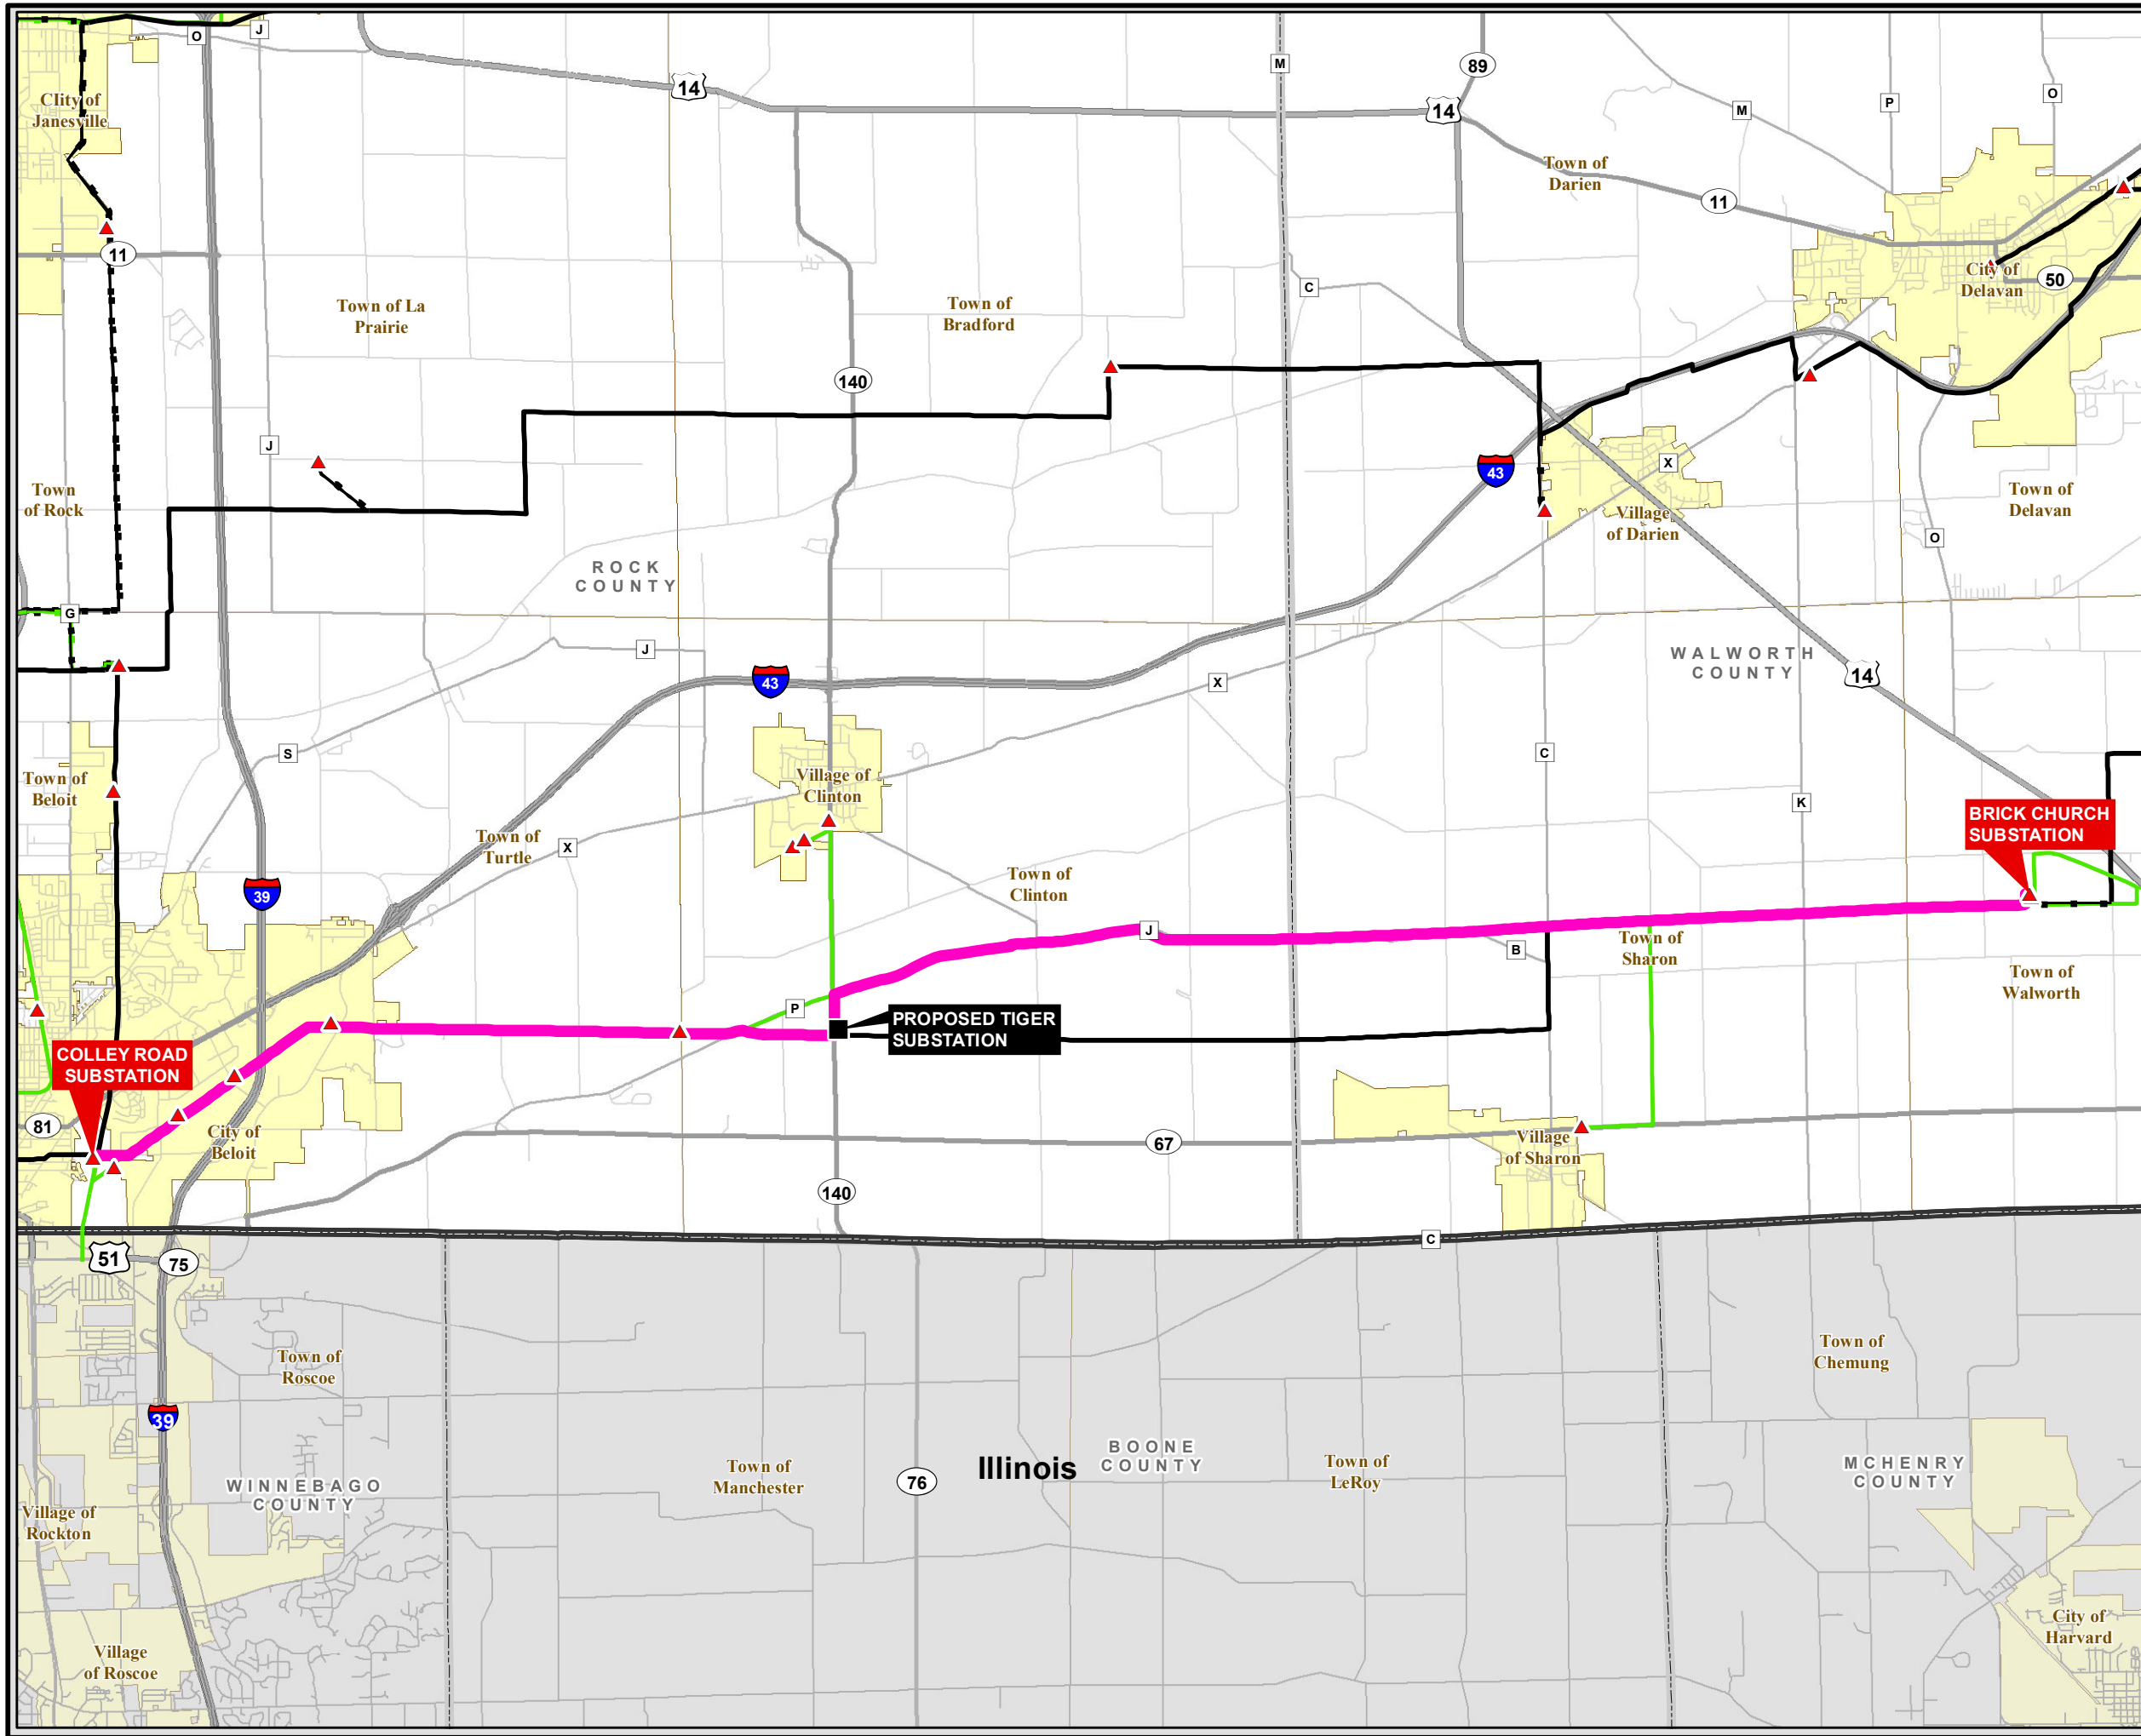 O
J
M
89
14
14
M
P
O
CIity of
Janesville
Town of
Darien
11
11
City of
Delavan
50
C
Town of La
Prairie
Town of
Bradford
140
J
43
X
Town
of Rock
Village
of Darien
Town of
Delavan
O
ROCK
COUNTY
G
J
43
X
WALWORTH
COUNTY
14
S
C
K
Town of
Beloit
Village of
Clinton
BRICK CHURCH
SUBSTATION
Town of
Turtle
X
39
Town of
Clinton
J
B
Town of
Sharon
Town of
Walworth
P
PROPOSED TIGER
SUBSTATION
COLLEY ROAD
SUBSTATION
81
City of
Beloit
67
Village
of Sharon
140
C
51
75
Town of
Roscoe
Town of
Chemung
39
Illinois
BOONE
COUNTY
Town of
Manchester
76
Town of
LeRoy
MCHENRY
COUNTY
WINNEBAGO
COUNTY
Village of
Rockton
Village
of Roscoe
City of
Harvard